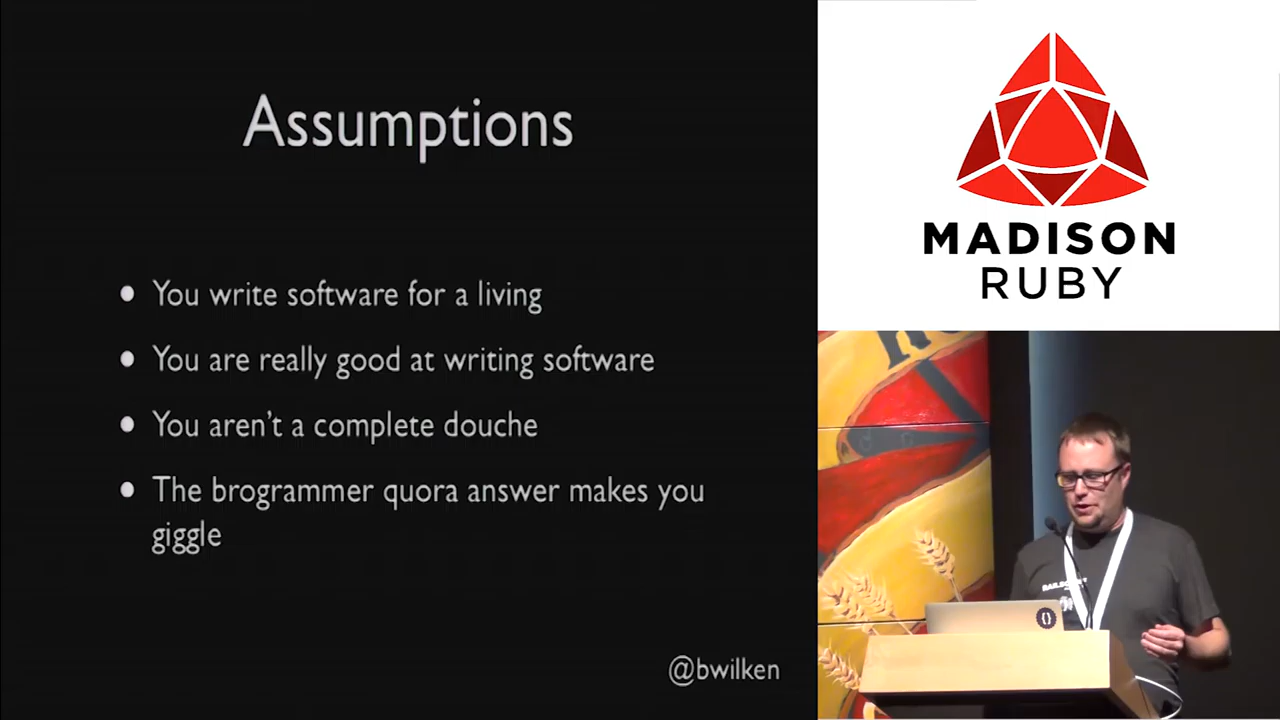 Assumptions
• You write software for a living
• You are really good at writing software
• You aren't a complete douche
• The brogrammer quora answer makes you
giggle
@bwilken
MADISON
RUBY